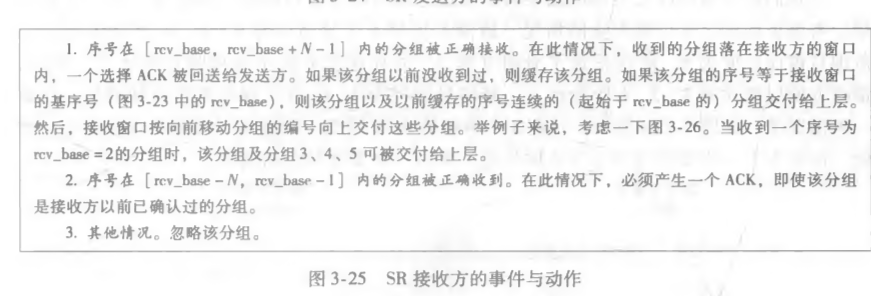 1. 序号在 [rcv_base, rcv_base + N - 1] 内的分组被正确接收。在此情况下，收到的分组落在接收方的窗口
内，一个选择 ACK 被回送给发送方。如果该分组以前没收到过，则缓存该分组。如果该分组的序号等于接收窗口
的基序号（图 3-23 中的 rcv_base），则该分组以及以前缓存的序号连续的（起始于 rcv_base 的）分组交付给上层。
然后，接收窗口按向前移动分组的编号向上交付这些分组。举例子来说，考虑一下图 3-26。当收到一个序号为
rcv_base = 2的分组时，该分组及分组 3、4、5 可被交付给上层。
2. 序号在 [rcv_base - N, rcv_base - 1] 内的分组被正确收到。在此情况下，必须产生一个 ACK，即使该分组
是接收方以前已确认过的分组。
3. 其他情况。忽略该分组。
图 3-25 SR 接收方的事件与动作